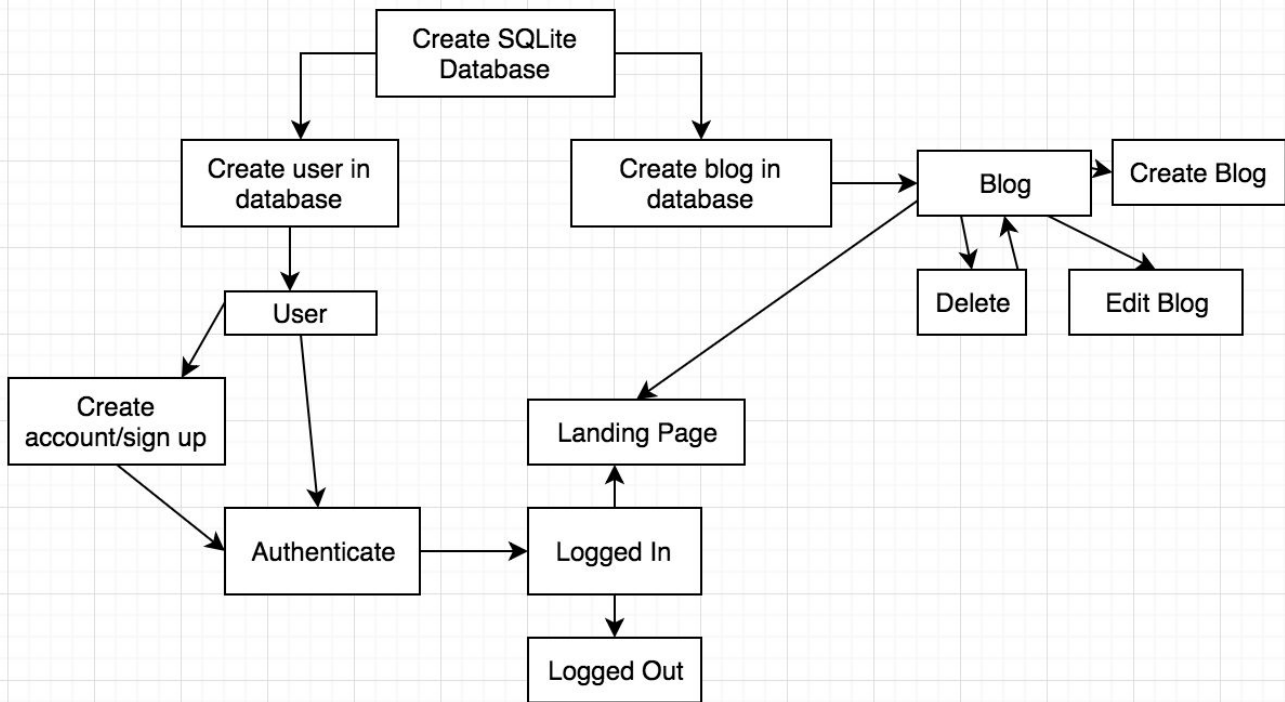 Create SQLite
Database
Create user in
database
Create blog in
database
Blog
Create Blog
Delete
Edit Blog
User
Create
account/sign up
Landing Page
Authenticate
Logged In
Logged Out